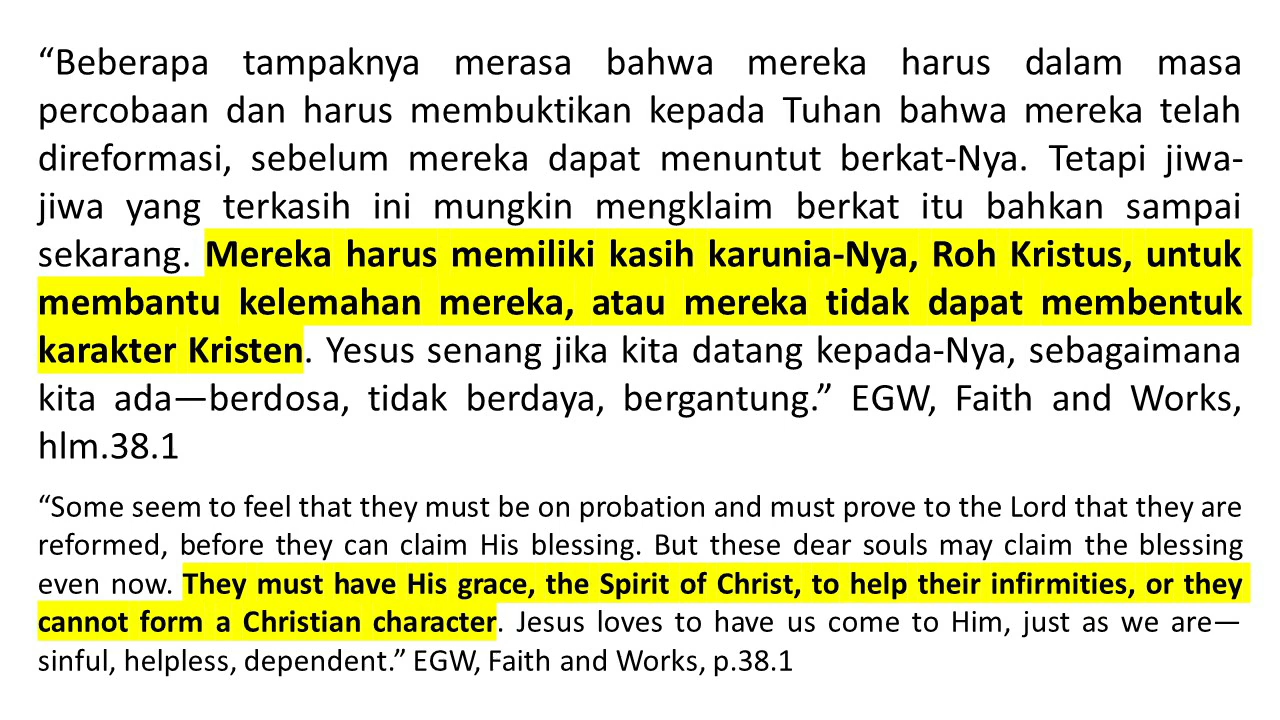 “Beberapa tampaknya merasa bahwa mereka harus dalam masa
percobaan dan harus membuktikan kepada Tuhan bahwa mereka telah
direformasi, sebelum mereka dapat menuntut berkat-Nya. Tetapi jiwa-
jiwa yang terkasih ini mungkin mengklaim berkat itu bahkan sampai
sekarang. Mereka harus memiliki kasih karunia-Nya, Roh Kristus, untuk
membantu kelemahan mereka, atau mereka tidak dapat membentuk
karakter Kristen. Yesus senang jika kita datang kepada-Nya, sebagaimana
kita ada—berdosa, tidak berdaya, bergantung.” EGW, Faith and Works,
hlm.38.1
“Some seem to feel that they must be on probation and must prove to the Lord that they are
reformed, before they can claim His blessing. But these dear souls may claim the blessing
even now. They must have His grace, the Spirit of Christ, to help their infirmities, or they
cannot form a Christian character. Jesus loves to have us come to Him, just as we are—
sinful, helpless, dependent.” EGW, Faith and Works, p.38.1